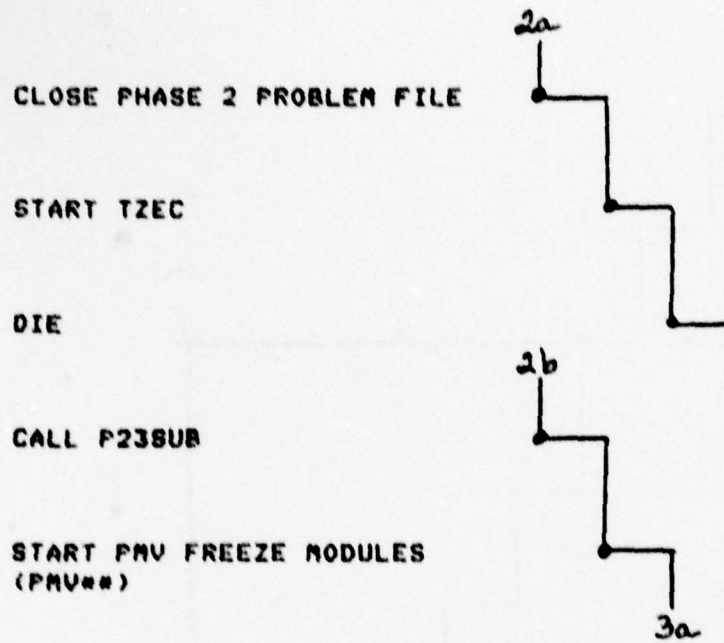 2a
CLOSE PHASE 2 PROBLEM FILE
START TZEC
DIE
2b
CALL P23SUB
START PMV FREEZE MODULES
(PMV**)
3a